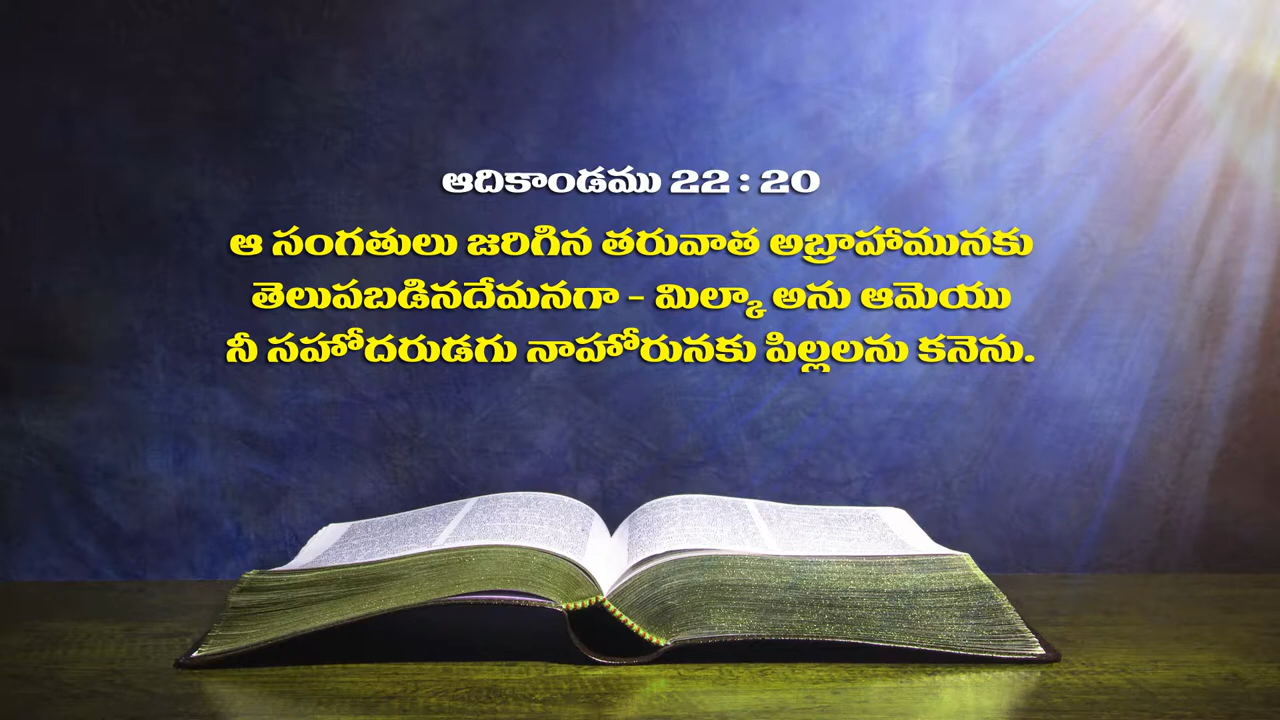 ఆదికాండము 22 : 20
ఆ సంగతులు జరిగిన తరువాత అబ్రాహామునకు
తెలుపబడినదేమనగా - మిల్కా అను ఆమెయు
నీ సహోదరుడగు నాహోరునకు పిల్లలను కనెను.